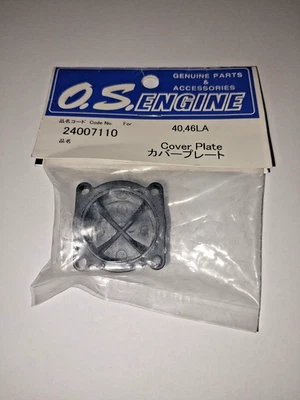 GENUINE PARTS
&
ACCESSORIES
O.S.ENGINE
品名コード Code No. For
24007110 40,46LA
品名 Cover Plate
カバープレート